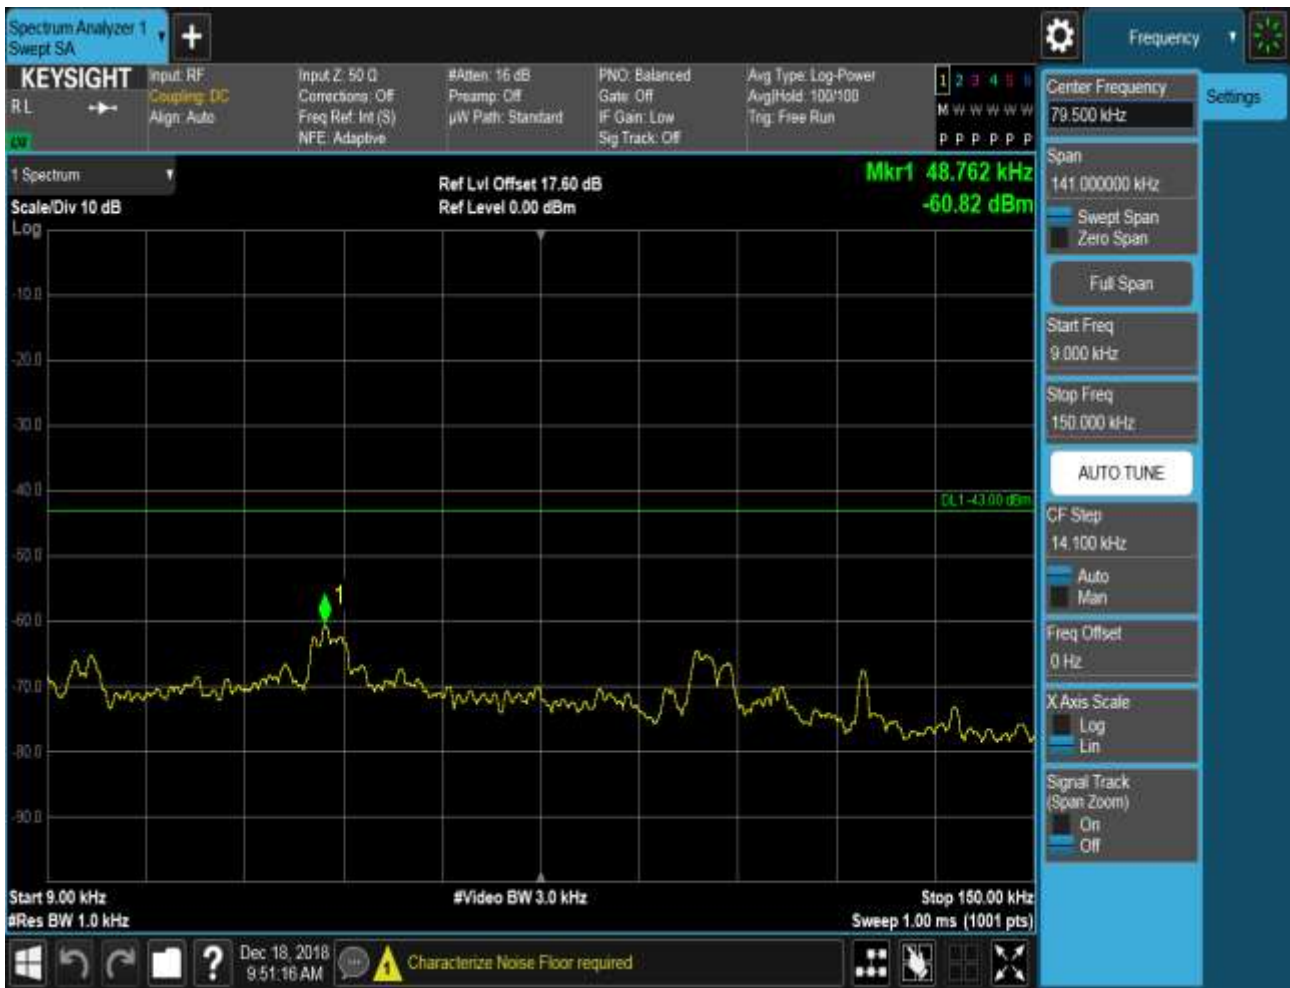 Spectrum Analyzer 1
Swept SA
Frequency
KEYSIGHT
R L
Input: RF
Coupling: DC
Align: Auto
Input Z: 50 Ω
Corrections: Off
Freq Ref: Int (S)
NFE: Adaptive
#Atten: 16 dB
Preamp: Off
µW Path: Standard
PNO: Balanced
Gate: Off
IF Gain: Low
Sig Track: Off
Avg Type: Log-Power
Avg|Hold: 100/100
Trig: Free Run
1 2 3 4 5 6
M W W W W W
P P P P P P
1 Spectrum
Scale/Div 10 dB
Log
Ref Lvl Offset 17.60 dB
Ref Level 0.00 dBm
Mkr1 48.762 kHz
-60.82 dBm
-10.0
-20.0
-30.0
-40.0
DL1 -43.00 dBm
-50.0
1
-60.0
-70.0
-80.0
-90.0
Start 9.00 kHz
#Video BW 3.0 kHz
Stop 150.00 kHz
#Res BW 1.0 kHz
Sweep 1.00 ms (1001 pts)
Center Frequency
79.500 kHz
Settings
Span
141.000000 kHz
Swept Span
Zero Span
Full Span
Start Freq
9.000 kHz
Stop Freq
150.000 kHz
AUTO TUNE
CF Step
14.100 kHz
Auto
Man
Freq Offset
0 Hz
X Axis Scale
Log
Lin
Signal Track
(Span Zoom)
On
Off
?
Dec 18, 2018
9:51:16 AM
1
Characterize Noise Floor required